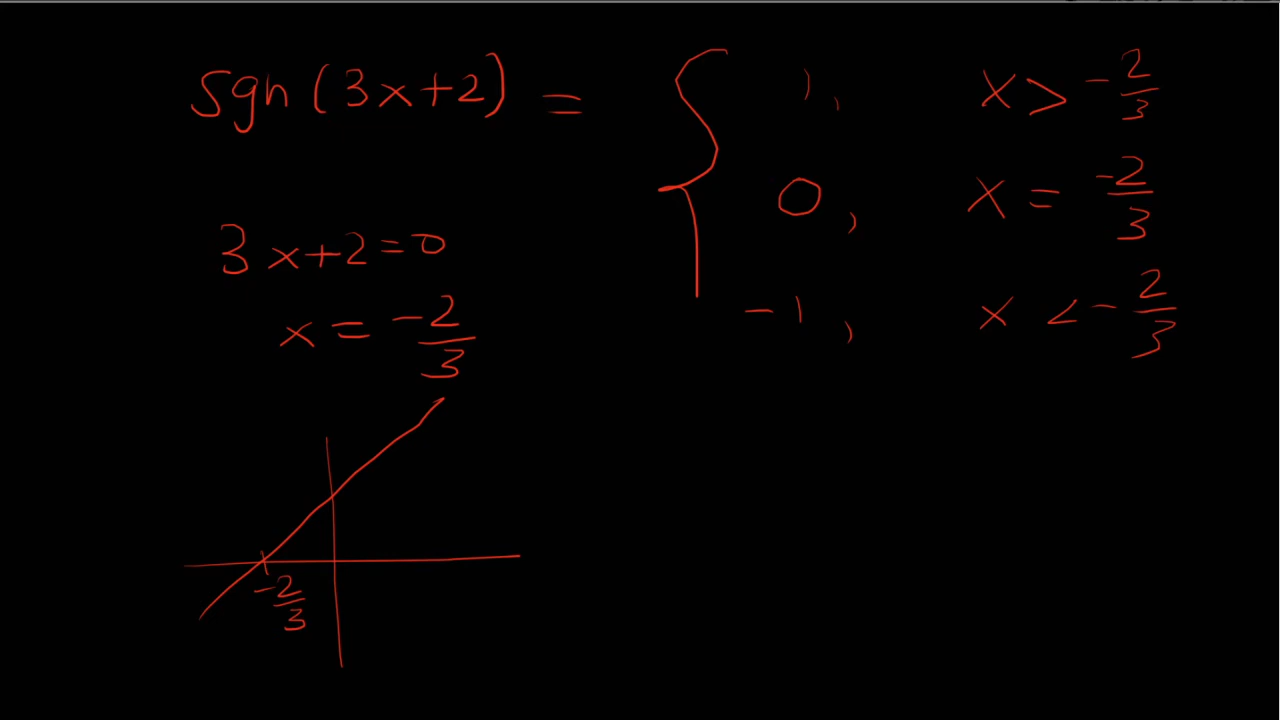 sgn(3x+2) = { 1, x > -2/3
0, x = -2/3
-1, x < -2/3
3x+2=0
x = -2/3
-2/3